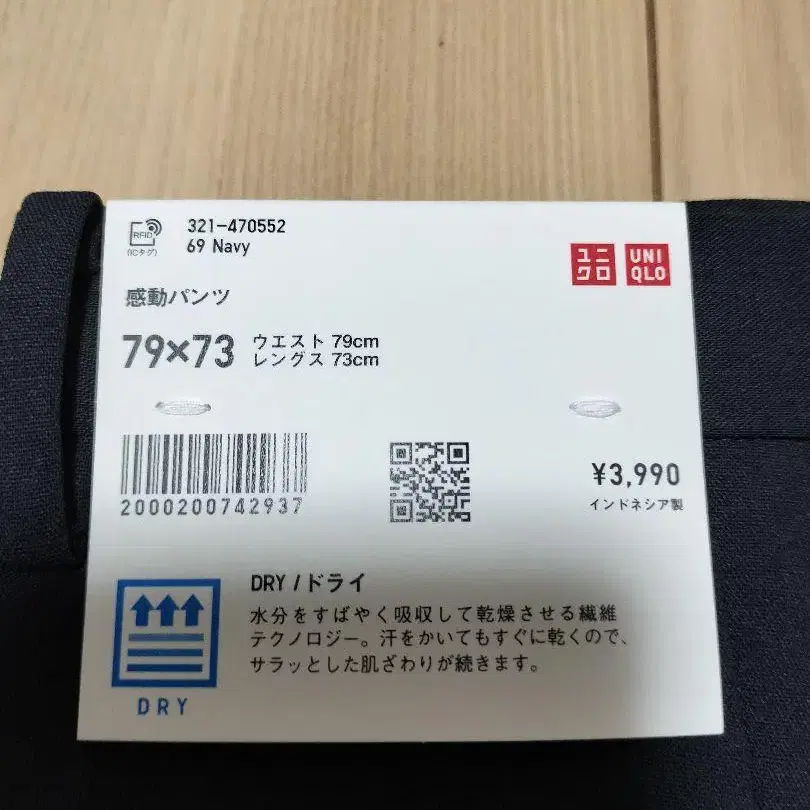 RFID
(ICタグ)
321-470552
69 Navy
ユニクロ
UNIQLO
感動パンツ
79×73
ウエスト 79cm
レングス 73cm
2000200742937
¥3,990
インドネシア製
DRY
DRY /ドライ
水分をすばやく吸収して乾燥させる繊維
テクノロジー。汗をかいてもすぐに乾くので、
サラッとした肌ざわりが続きます。